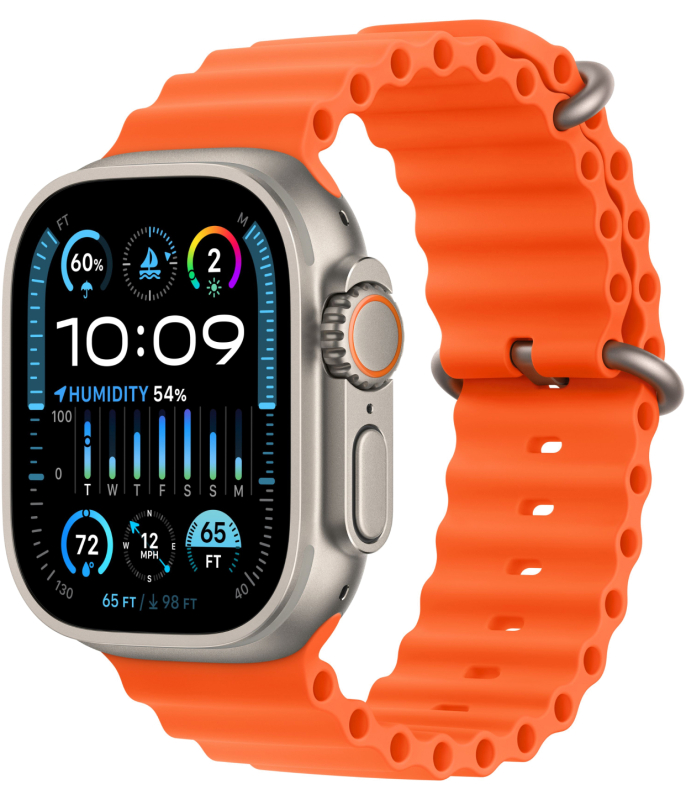 FT
M
60%
2
10:09
HUMIDITY 54%
100
0
T W T F S S M
72
N
W
12
MPH
E
S
65
FT
130
40
65 FT / 98 FT